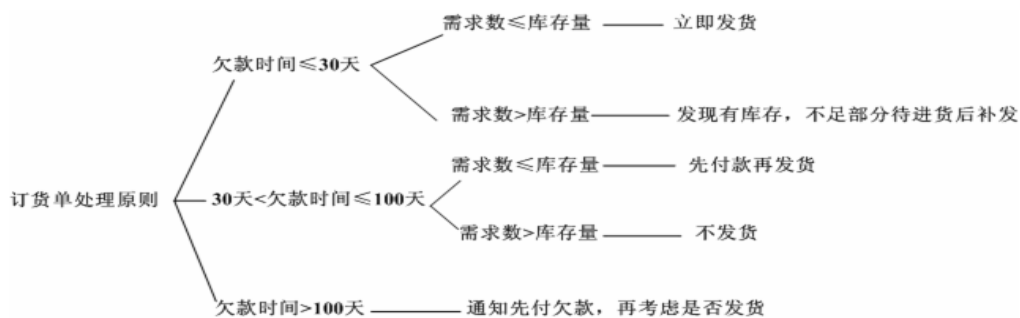 需求数≤库存量 立即发货
欠款时间≤30天
需求数>库存量 发现有库存，不足部分待进货后补发
需求数≤库存量 先付款再发货
订货单处理原则 30天<欠款时间≤100天
需求数>库存量 不发货
欠款时间>100天 通知先付欠款，再考虑是否发货